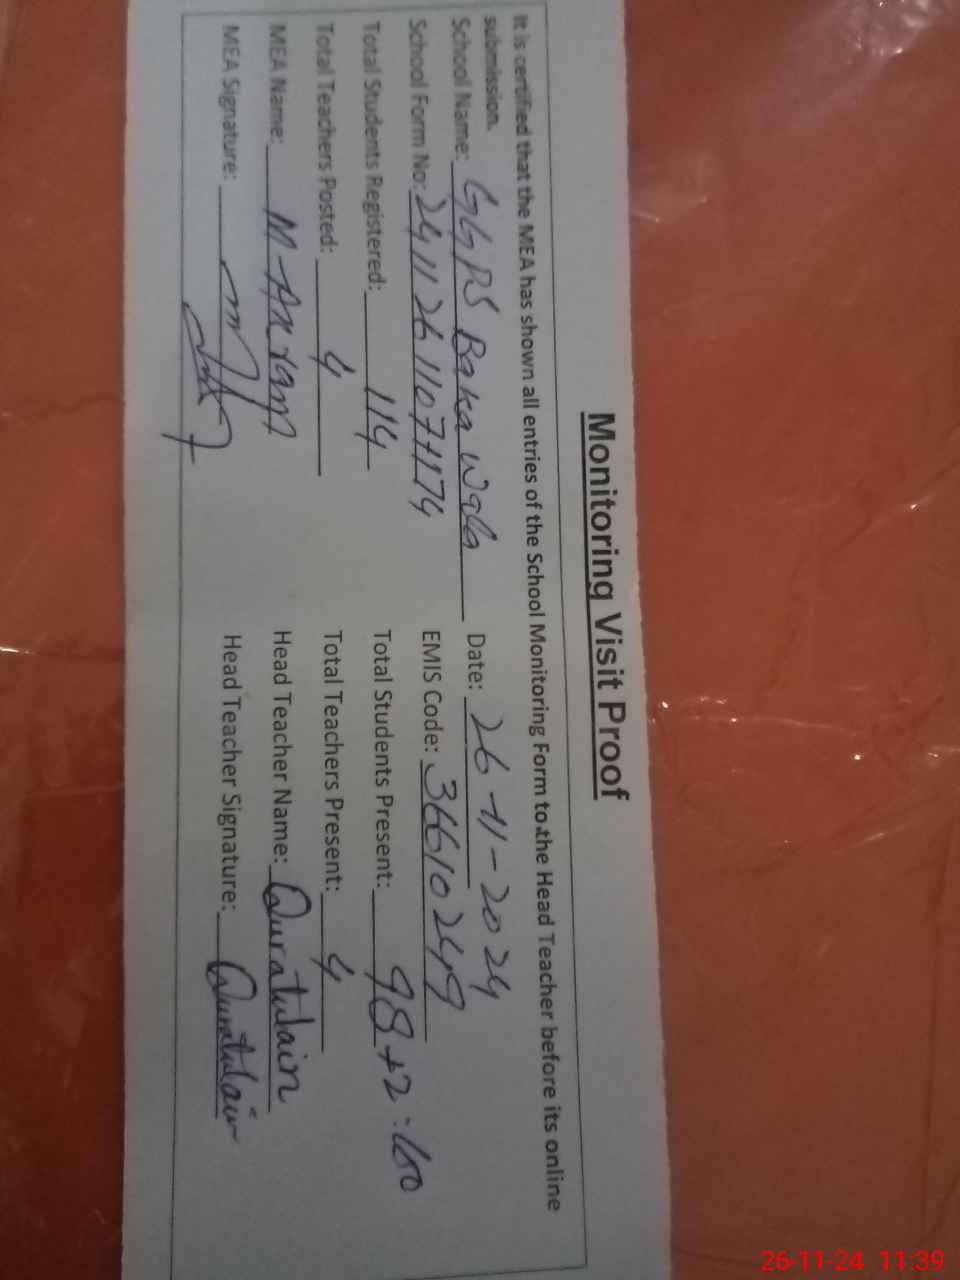 Monitoring Visit Proof
It is certified that the MEA has shown all entries of the School Monitoring Form to the Head Teacher before its online
submission.
School Name: GGPS Baka Wala Date: 26-11-2024
School Form No: EMIS Code: 36610249
Total Students Registered: 114 Total Students Present: 98+2:100
Total Teachers Posted: 4 Total Teachers Present: 4
MEA Name: M-Akram Head Teacher Name: Quratulain
MEA Signature: Head Teacher Signature: Quratulain
26-11-24 11:39